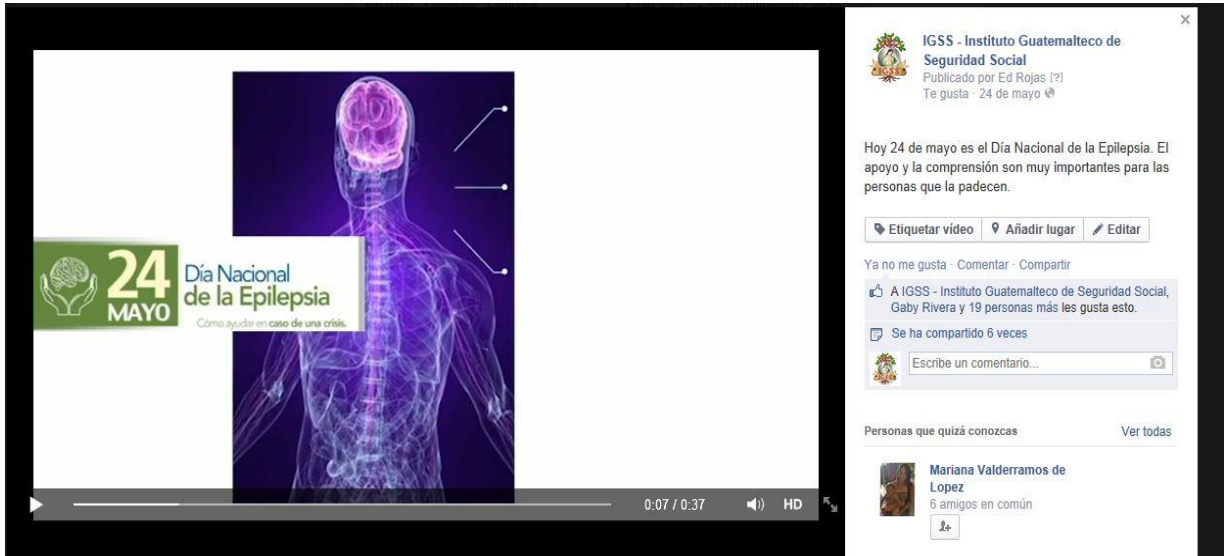 24
MAYO
Día Nacional
de la Epilepsia
Cómo ayudar en caso de una crisis.
0:07 / 0:37
HD
×
IGSS
IGSS - Instituto Guatemalteco de
Seguridad Social
Publicado por Ed Rojas [?]
Te gusta · 24 de mayo
Hoy 24 de mayo es el Día Nacional de la Epilepsia. El
apoyo y la comprensión son muy importantes para las
personas que la padecen.
Etiquetar vídeo Añadir lugar Editar
Ya no me gusta · Comentar · Compartir
A IGSS - Instituto Guatemalteco de Seguridad Social,
Gaby Rivera y 19 personas más les gusta esto.
Se ha compartido 6 veces
Escribe un comentario...
Personas que quizá conozcas Ver todas
Mariana Valderramos de
Lopez
6 amigos en común